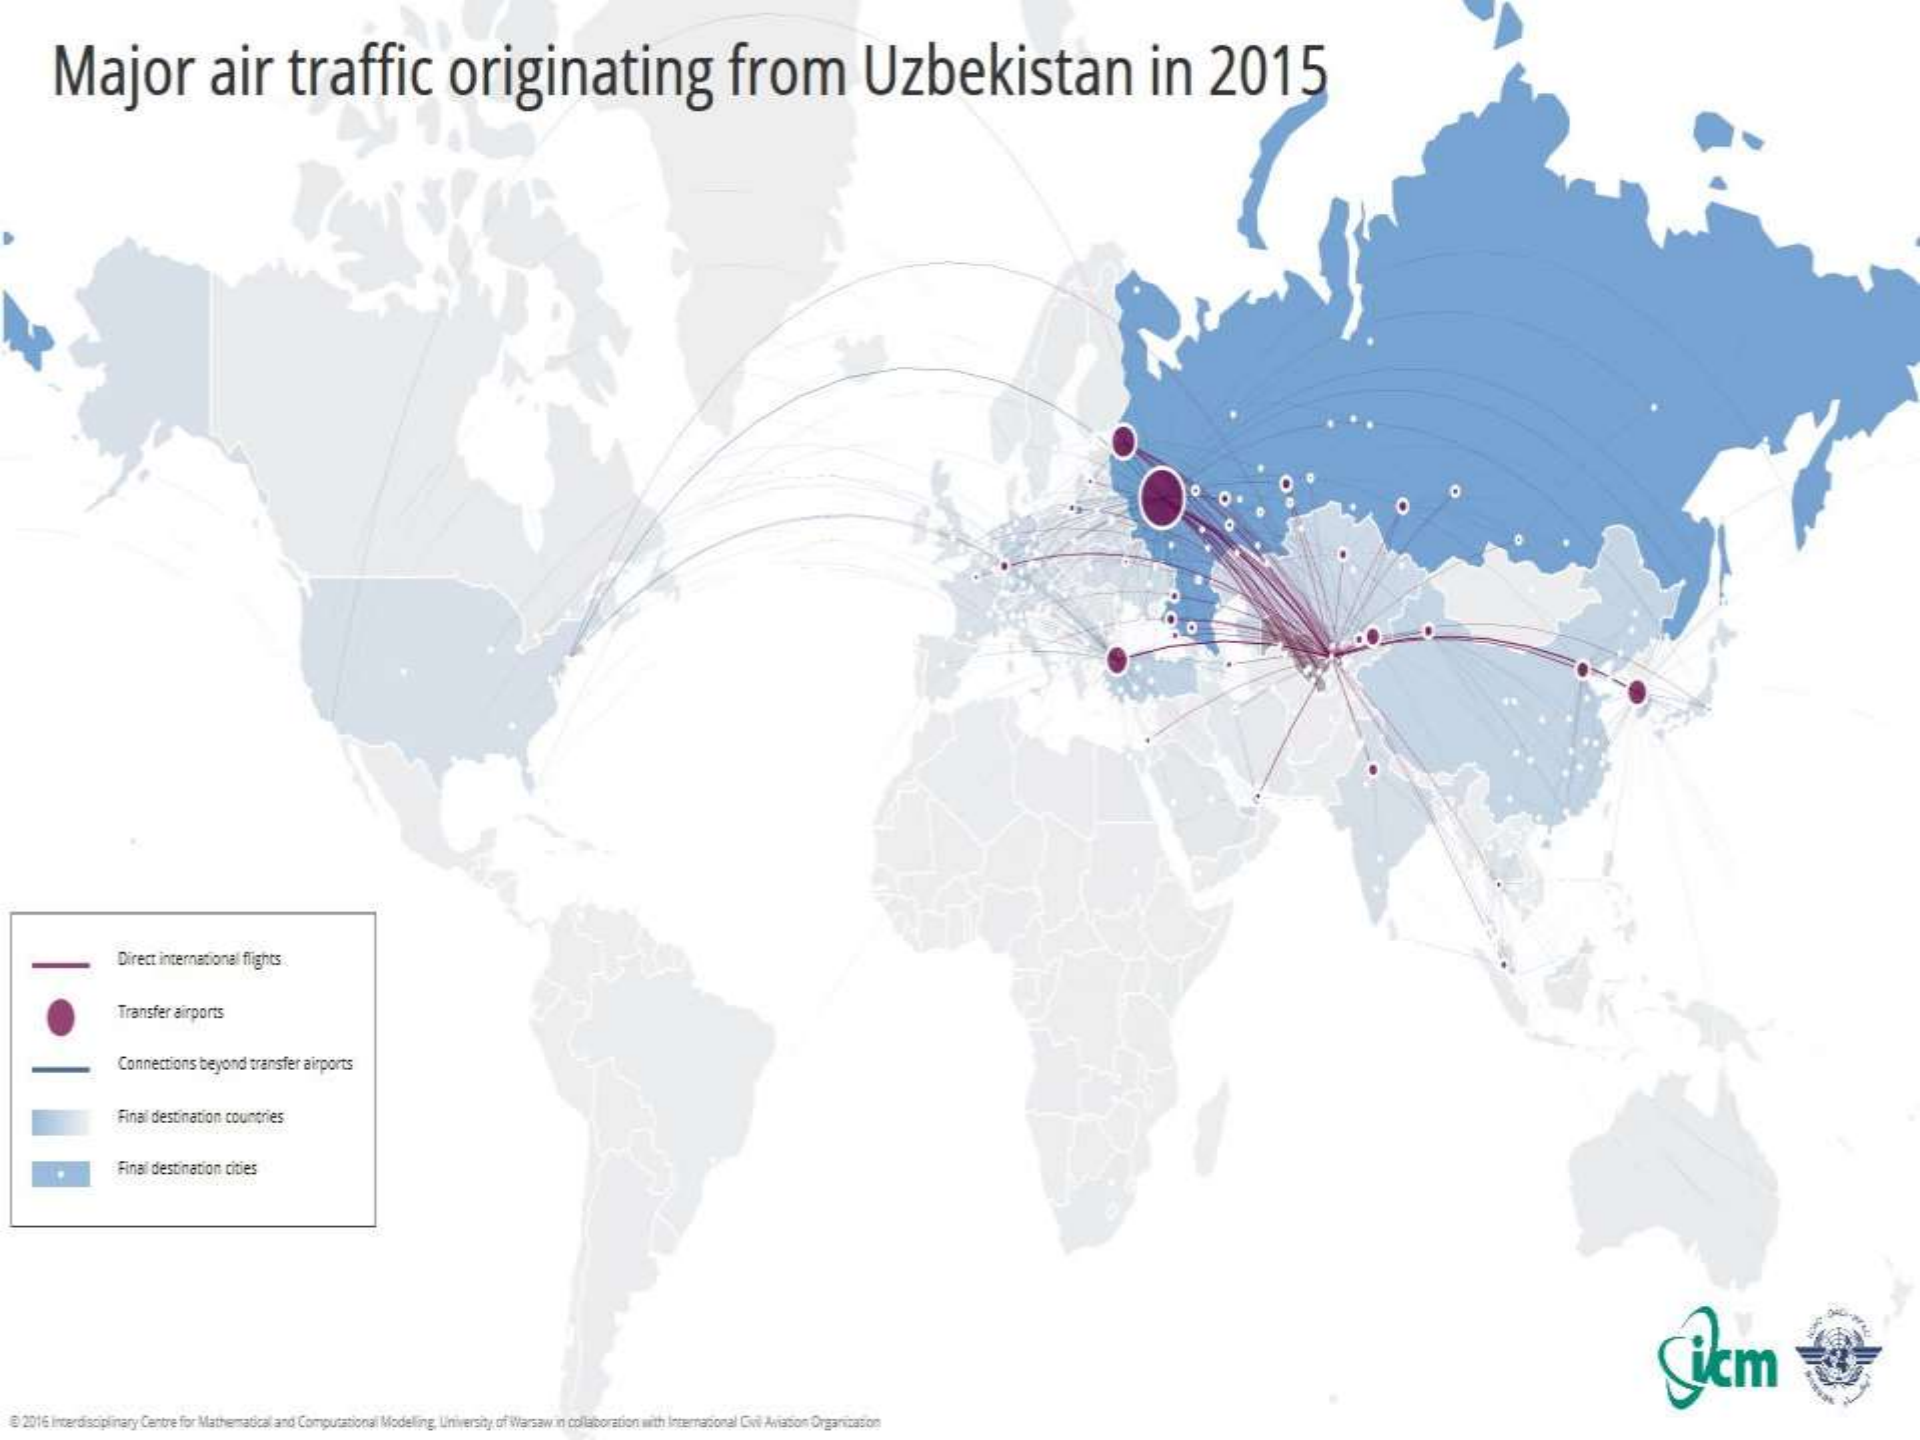 Major air traffic originating from Uzbekistan in 2015
Direct international flights
Transfer airports
Connections beyond transfer airports
Final destination countries
Final destination cities
icm
© 2016 Interdisciplinary Centre for Mathematical and Computational Modelling, University of Warsaw in collaboration with International Civil Aviation Organization